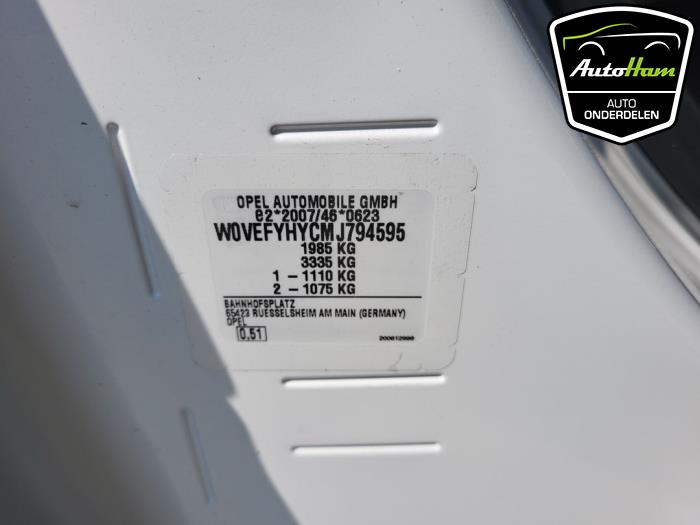 AutoHam
AUTO
ONDERDELEN
OPEL AUTOMOBILE GMBH
e2*2007/46*0623
W0VEFYHYCMJ794595
1985 KG
3335 KG
1 - 1110 KG
2 - 1075 KG
BAHNHOFSPLATZ
65423 RUESSELSHEIM AM MAIN (GERMANY)
OPEL
0.51